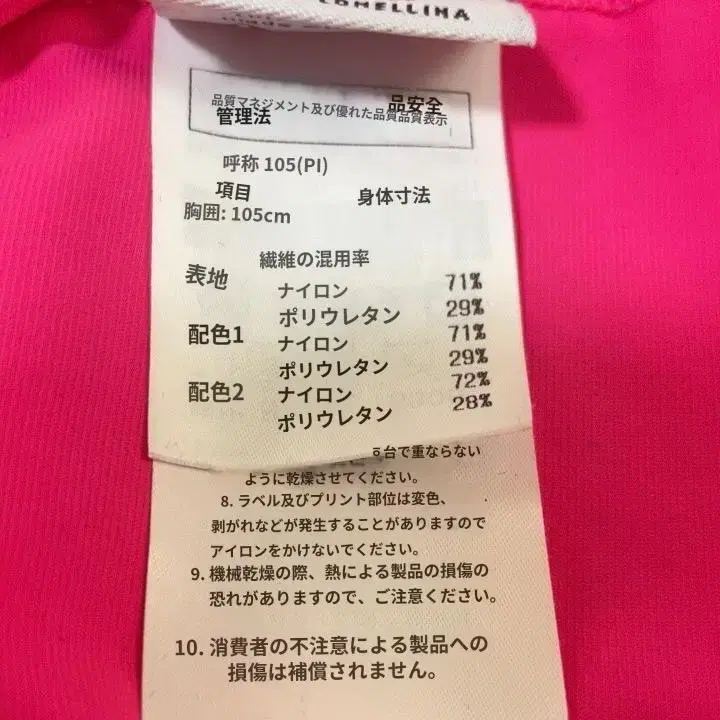 LOMELLINA
品質マネジメント及び優れた品質品質表示
品安全
管理法
呼称 105(PI)
項目 身体寸法
胸囲: 105cm
繊維の混用率
表地 ナイロン 71%
ポリウレタン 29%
配色1 ナイロン 71%
ポリウレタン 29%
配色2 ナイロン 72%
ポリウレタン 28%
台で重ならない
ように乾燥させてください。
8. ラベル及びプリント部位は変色、
剥がれなどが発生することがありますので
アイロンをかけないでください。
9. 機械乾燥の際、熱による製品の損傷の
恐れがありますので、ご注意ください。
10. 消費者の不注意による製品への
損傷は補償されません。